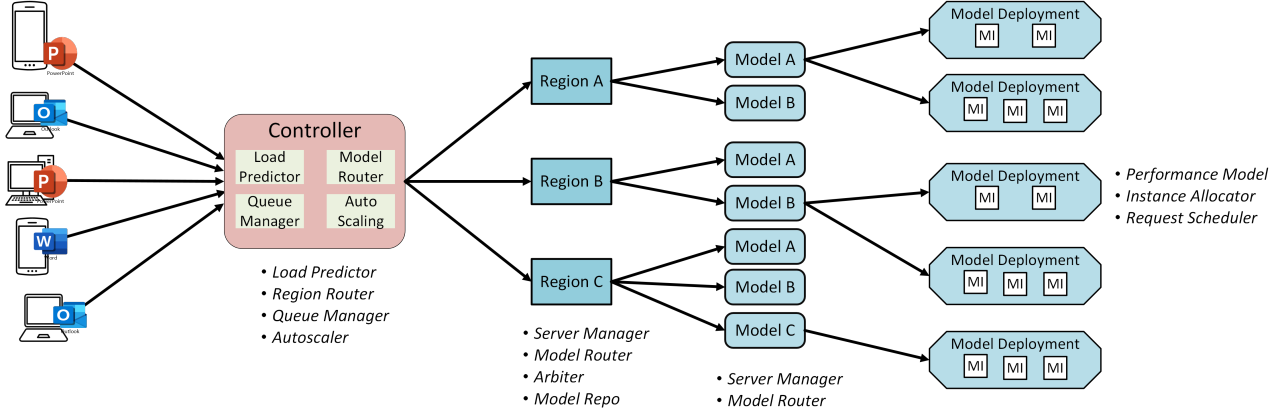 P
PowerPoint
O
Outlook
P
W
O
Outlook
Controller
Load
Predictor
Model
Router
Queue
Manager
Auto
Scaling
• Load Predictor
• Region Router
• Queue Manager
• Autoscaler
Region A
Region B
Region C
• Server Manager
• Model Router
• Arbiter
• Model Repo
Model A
Model B
Model A
Model B
Model A
Model B
Model C
• Server Manager
• Model Router
Model Deployment
MI MI
Model Deployment
MI MI MI
Model Deployment
MI MI
Model Deployment
MI MI MI
Model Deployment
MI MI MI
• Performance Model
• Instance Allocator
• Request Scheduler